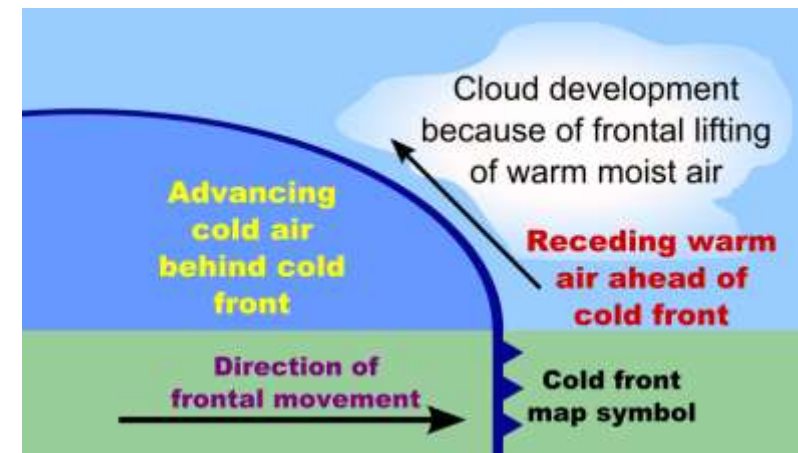 Cloud development
because of frontal lifting
of warm moist air
Advancing
cold air
behind cold
front
Receding warm
air ahead of
cold front
Direction of
frontal movement
Cold front
map symbol